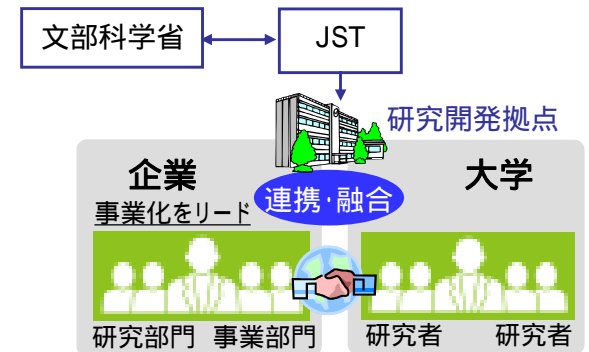 文部科学省
JST
研究開発拠点
企業
大学
連携・融合
事業化をリード
研究部門 事業部門
研究者 研究者